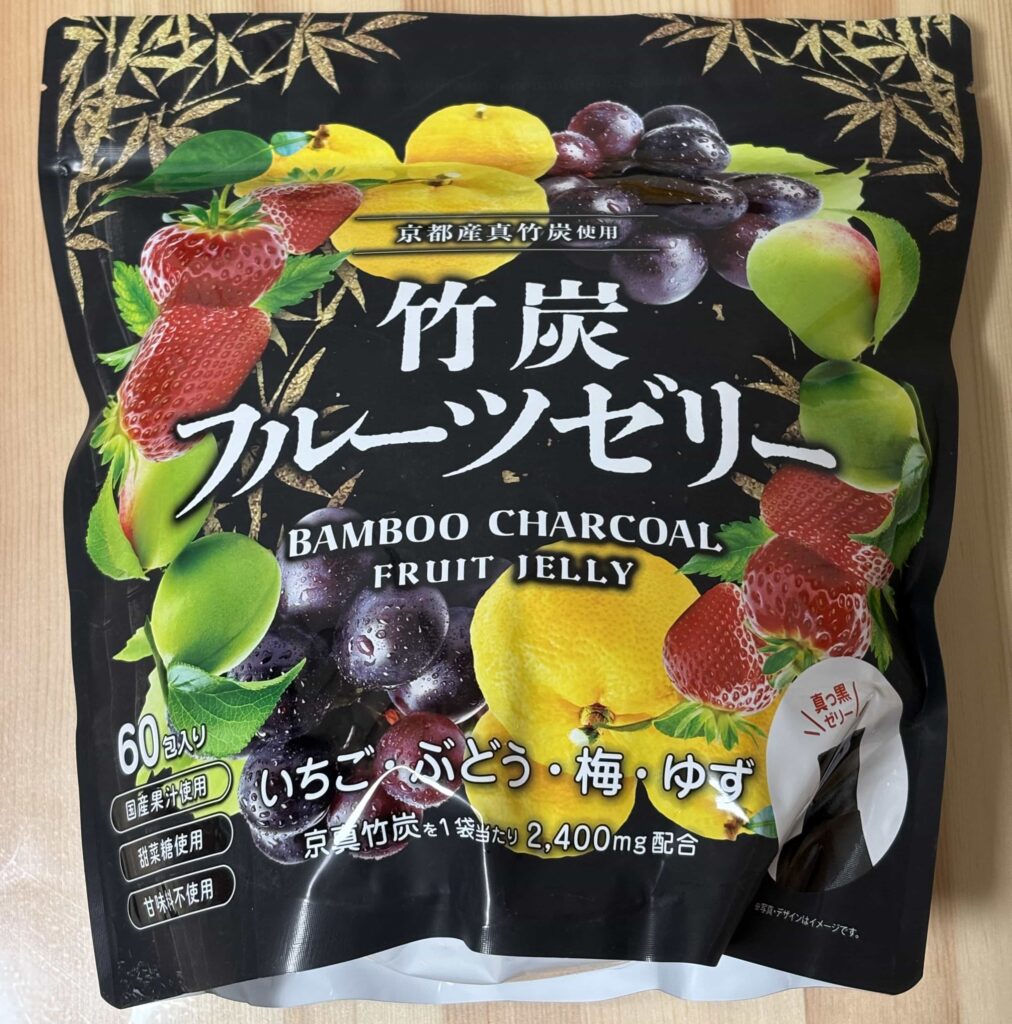 京都産真竹炭使用
竹炭
フルーツゼリー
BAMBOO CHARCOAL
FRUIT JELLY
真っ黒
ゼリー
60包入り
国産果汁使用
甜菜糖使用
甘味料不使用
いちご・ぶどう・梅・ゆず
京真竹炭を1袋当たり2,400mg配合
※写真・デザインはイメージです。